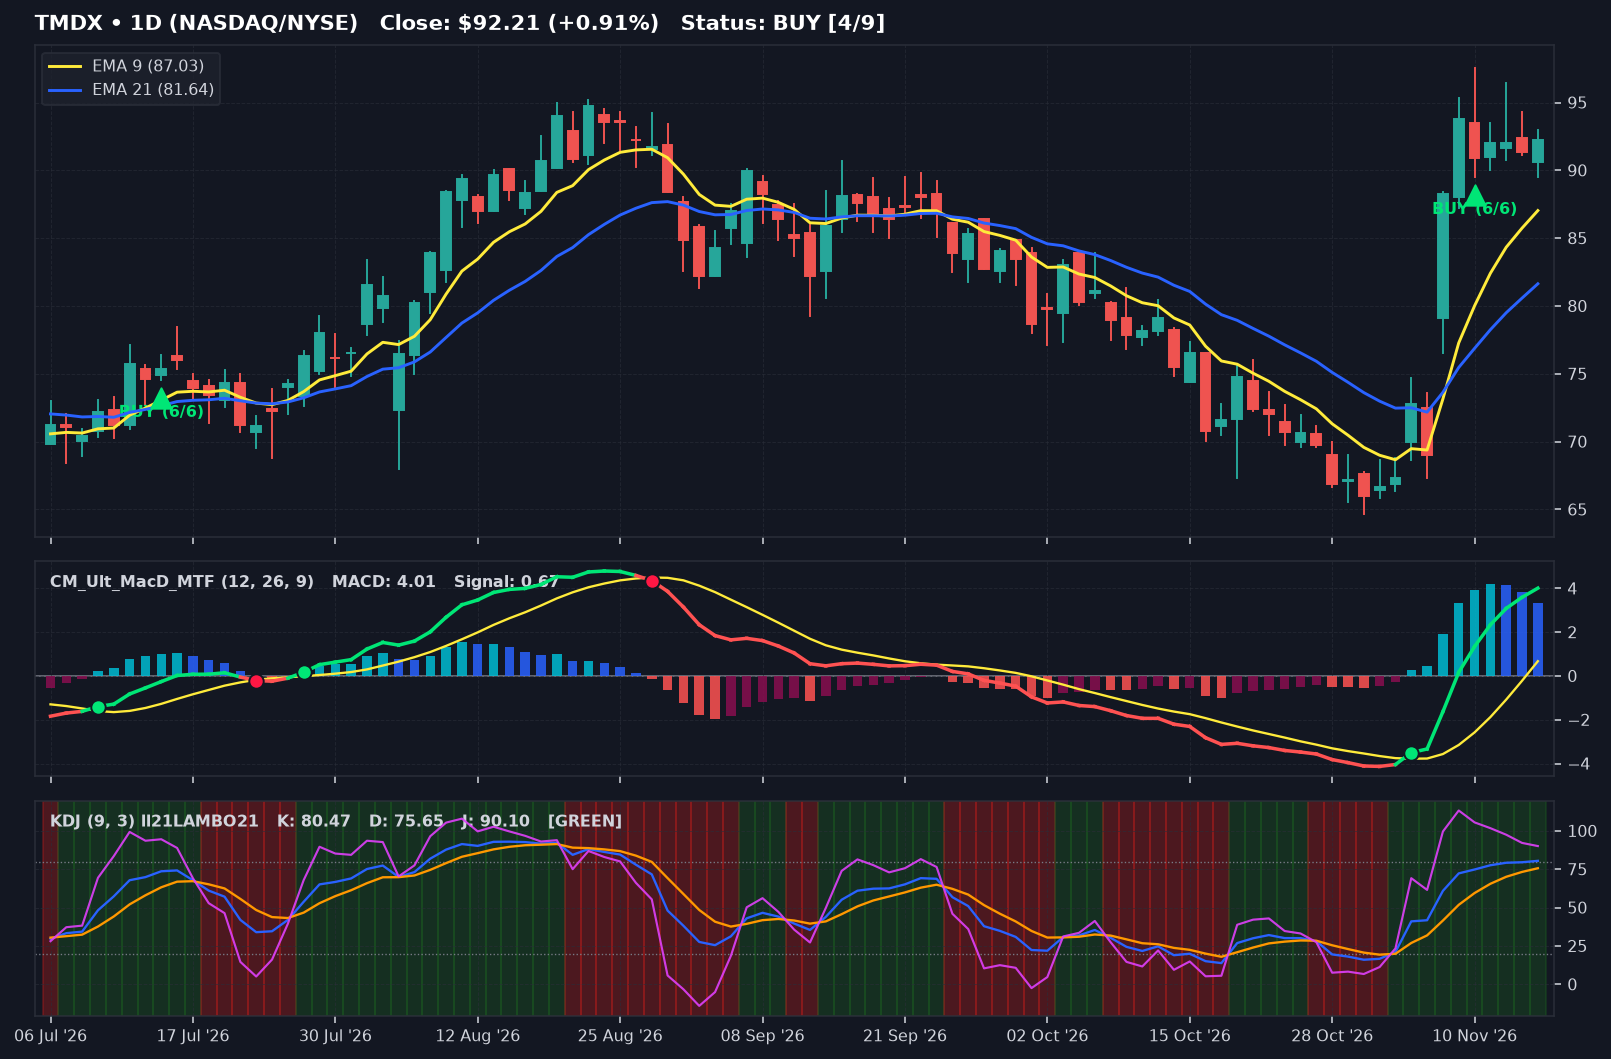 TMDX • 1D (NASDAQ/NYSE)   Close: $92.21 (+0.91%)   Status: BUY [4/9]
EMA 9 (87.03)
EMA 21 (81.64)
95
90
85
80
75
70
65
BUY (6/6)
BUY (6/6)
CM_Ult_MacD_MTF (12, 26, 9)   MACD: 4.01   Signal: 0.67
4
2
0
−2
−4
KDJ (9, 3) II21LAMBO21   K: 80.47   D: 75.65   J: 90.10   [GREEN]
100
75
50
25
0
06 Jul '26
17 Jul '26
30 Jul '26
12 Aug '26
25 Aug '26
08 Sep '26
21 Sep '26
02 Oct '26
15 Oct '26
28 Oct '26
10 Nov '26